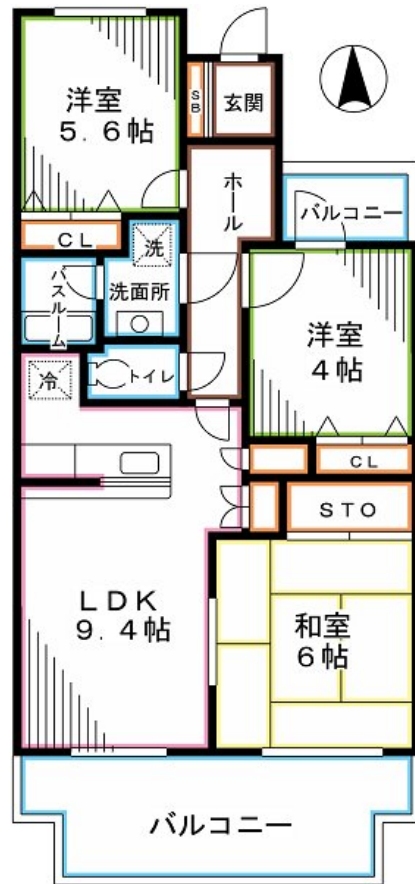 洋室
5.6帖
SB
玄関
ホール
バルコニー
CL
洗
洗面所
バスルーム
洋室
4帖
冷
トイレ
CL
STO
LDK
9.4帖
和室
6帖
バルコニー